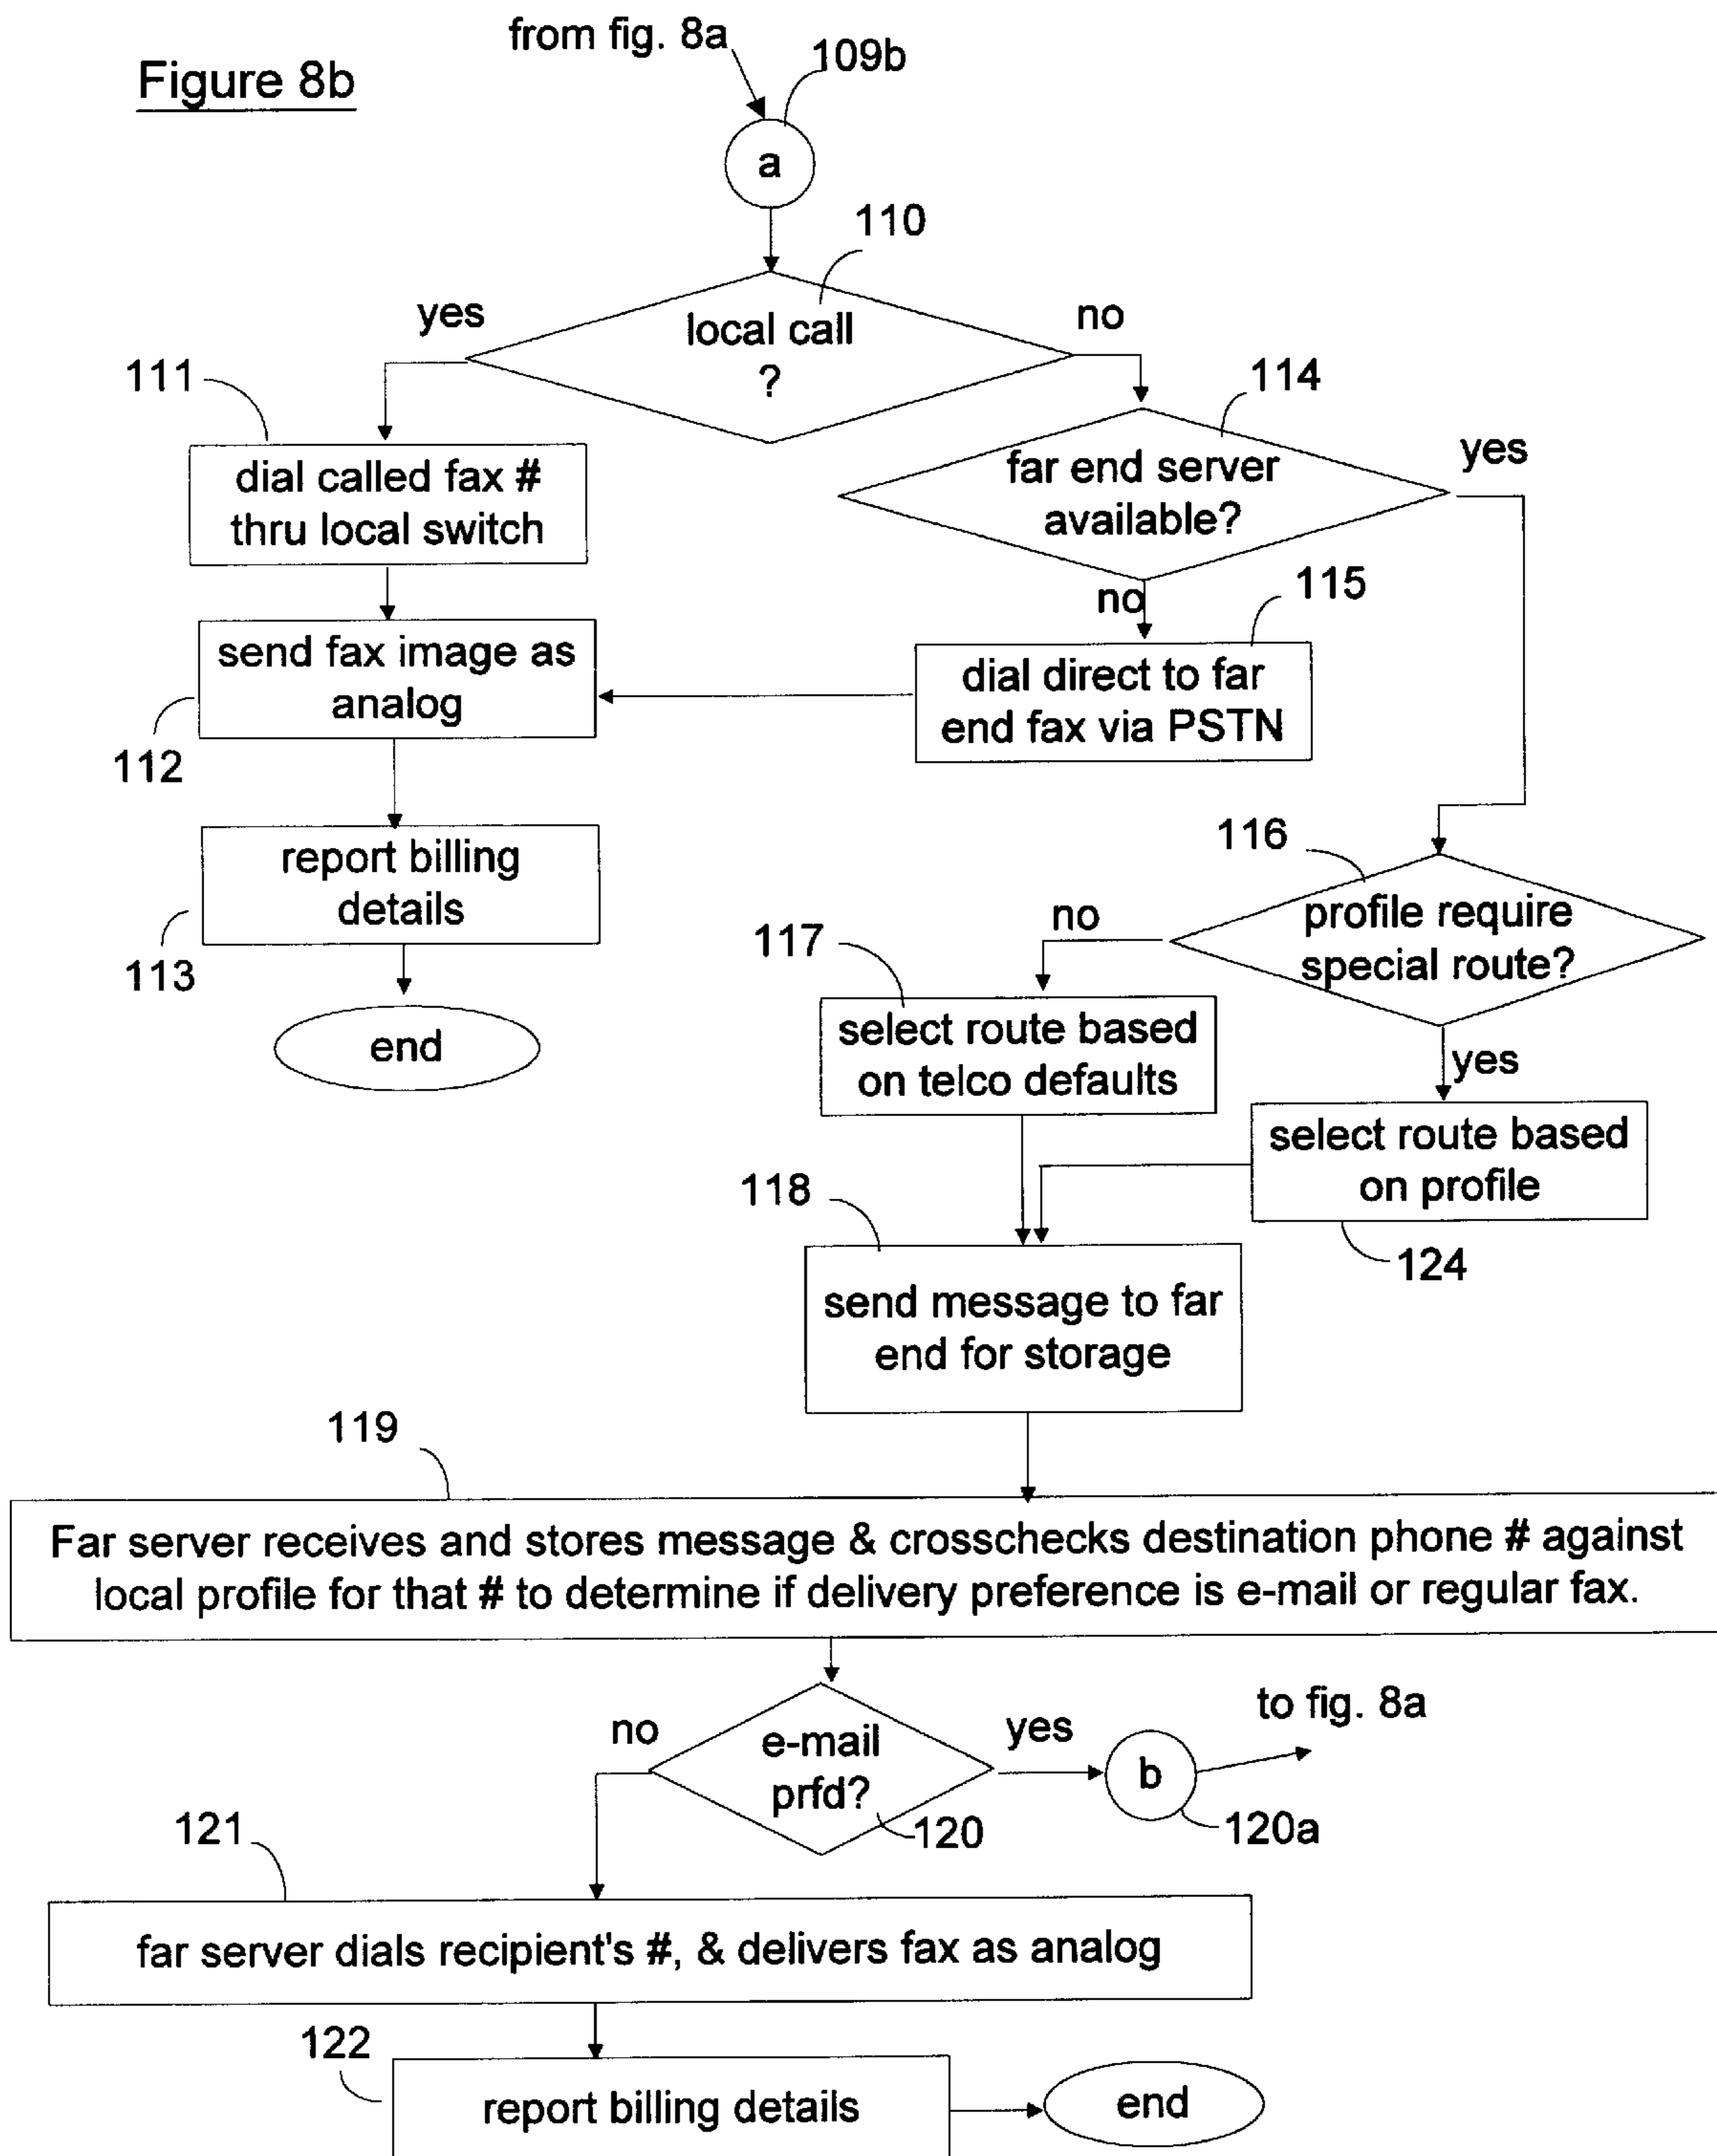 from fig. 8a
109b
Figure 8b
a
110
yes
no
local call
?
111
114
dial called fax #
thru local switch
far end server
available?
yes
no
115
send fax image as
analog
112
dial direct to far
end fax via PSTN
report billing
details
113
116
profile require
special route?
no
117
end
select route based
on telco defaults
yes
select route based
on profile
118
124
send message to far
end for storage
119
Far server receives and stores message & crosschecks destination phone # against
local profile for that # to determine if delivery preference is e-mail or regular fax.
to fig. 8a
no
e-mail
prfd?
yes
b
120
120a
121
far server dials recipient's #, & delivers fax as analog
122
report billing details
end